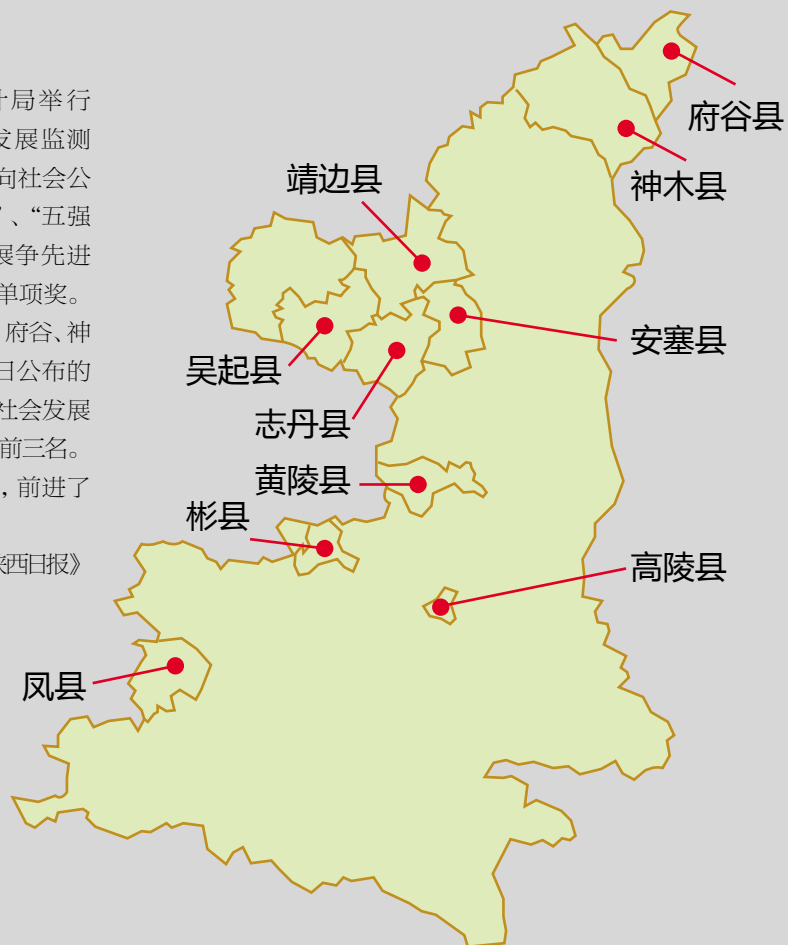 计局举行
发展监测
向社会公
”、“五强
展争先进
单项奖。
府谷、神
日公布的
社会发展
前三名。
，前进了
陕西日报》
府谷县
神木县
靖边县
安塞县
吴起县
志丹县
黄陵县
彬县
高陵县
凤县